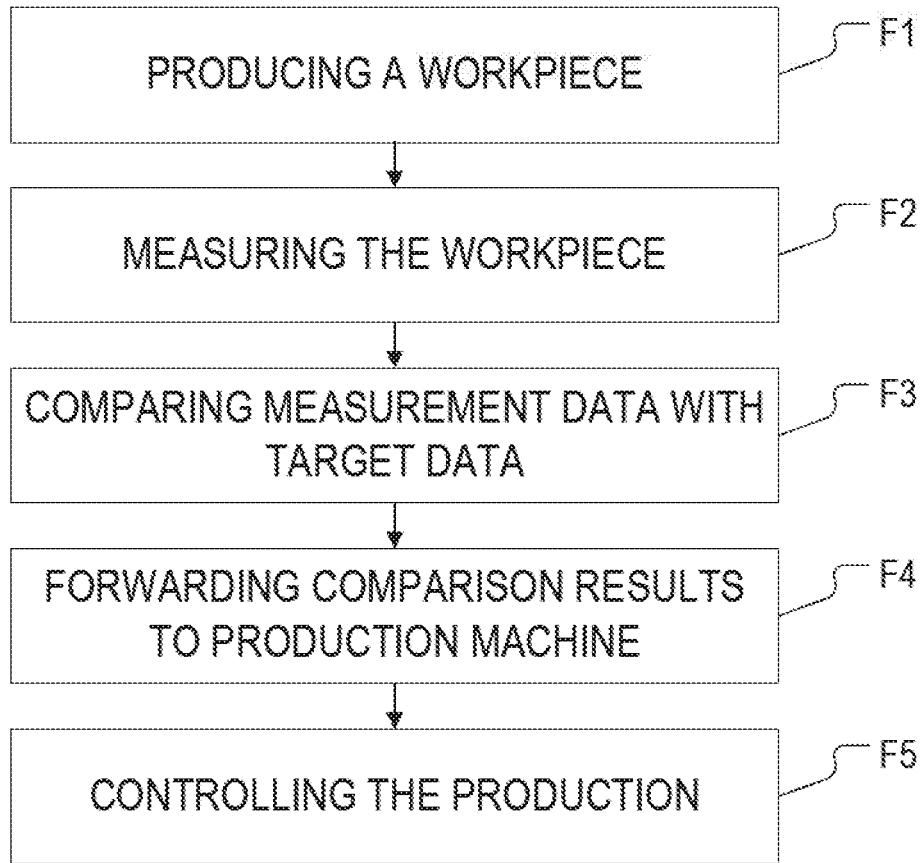 PRODUCING A WORKPIECE
F1
MEASURING THE WORKPIECE
F2
COMPARING MEASUREMENT DATA WITH
TARGET DATA
F3
FORWARDING COMPARISON RESULTS
TO PRODUCTION MACHINE
F4
CONTROLLING THE PRODUCTION
F5